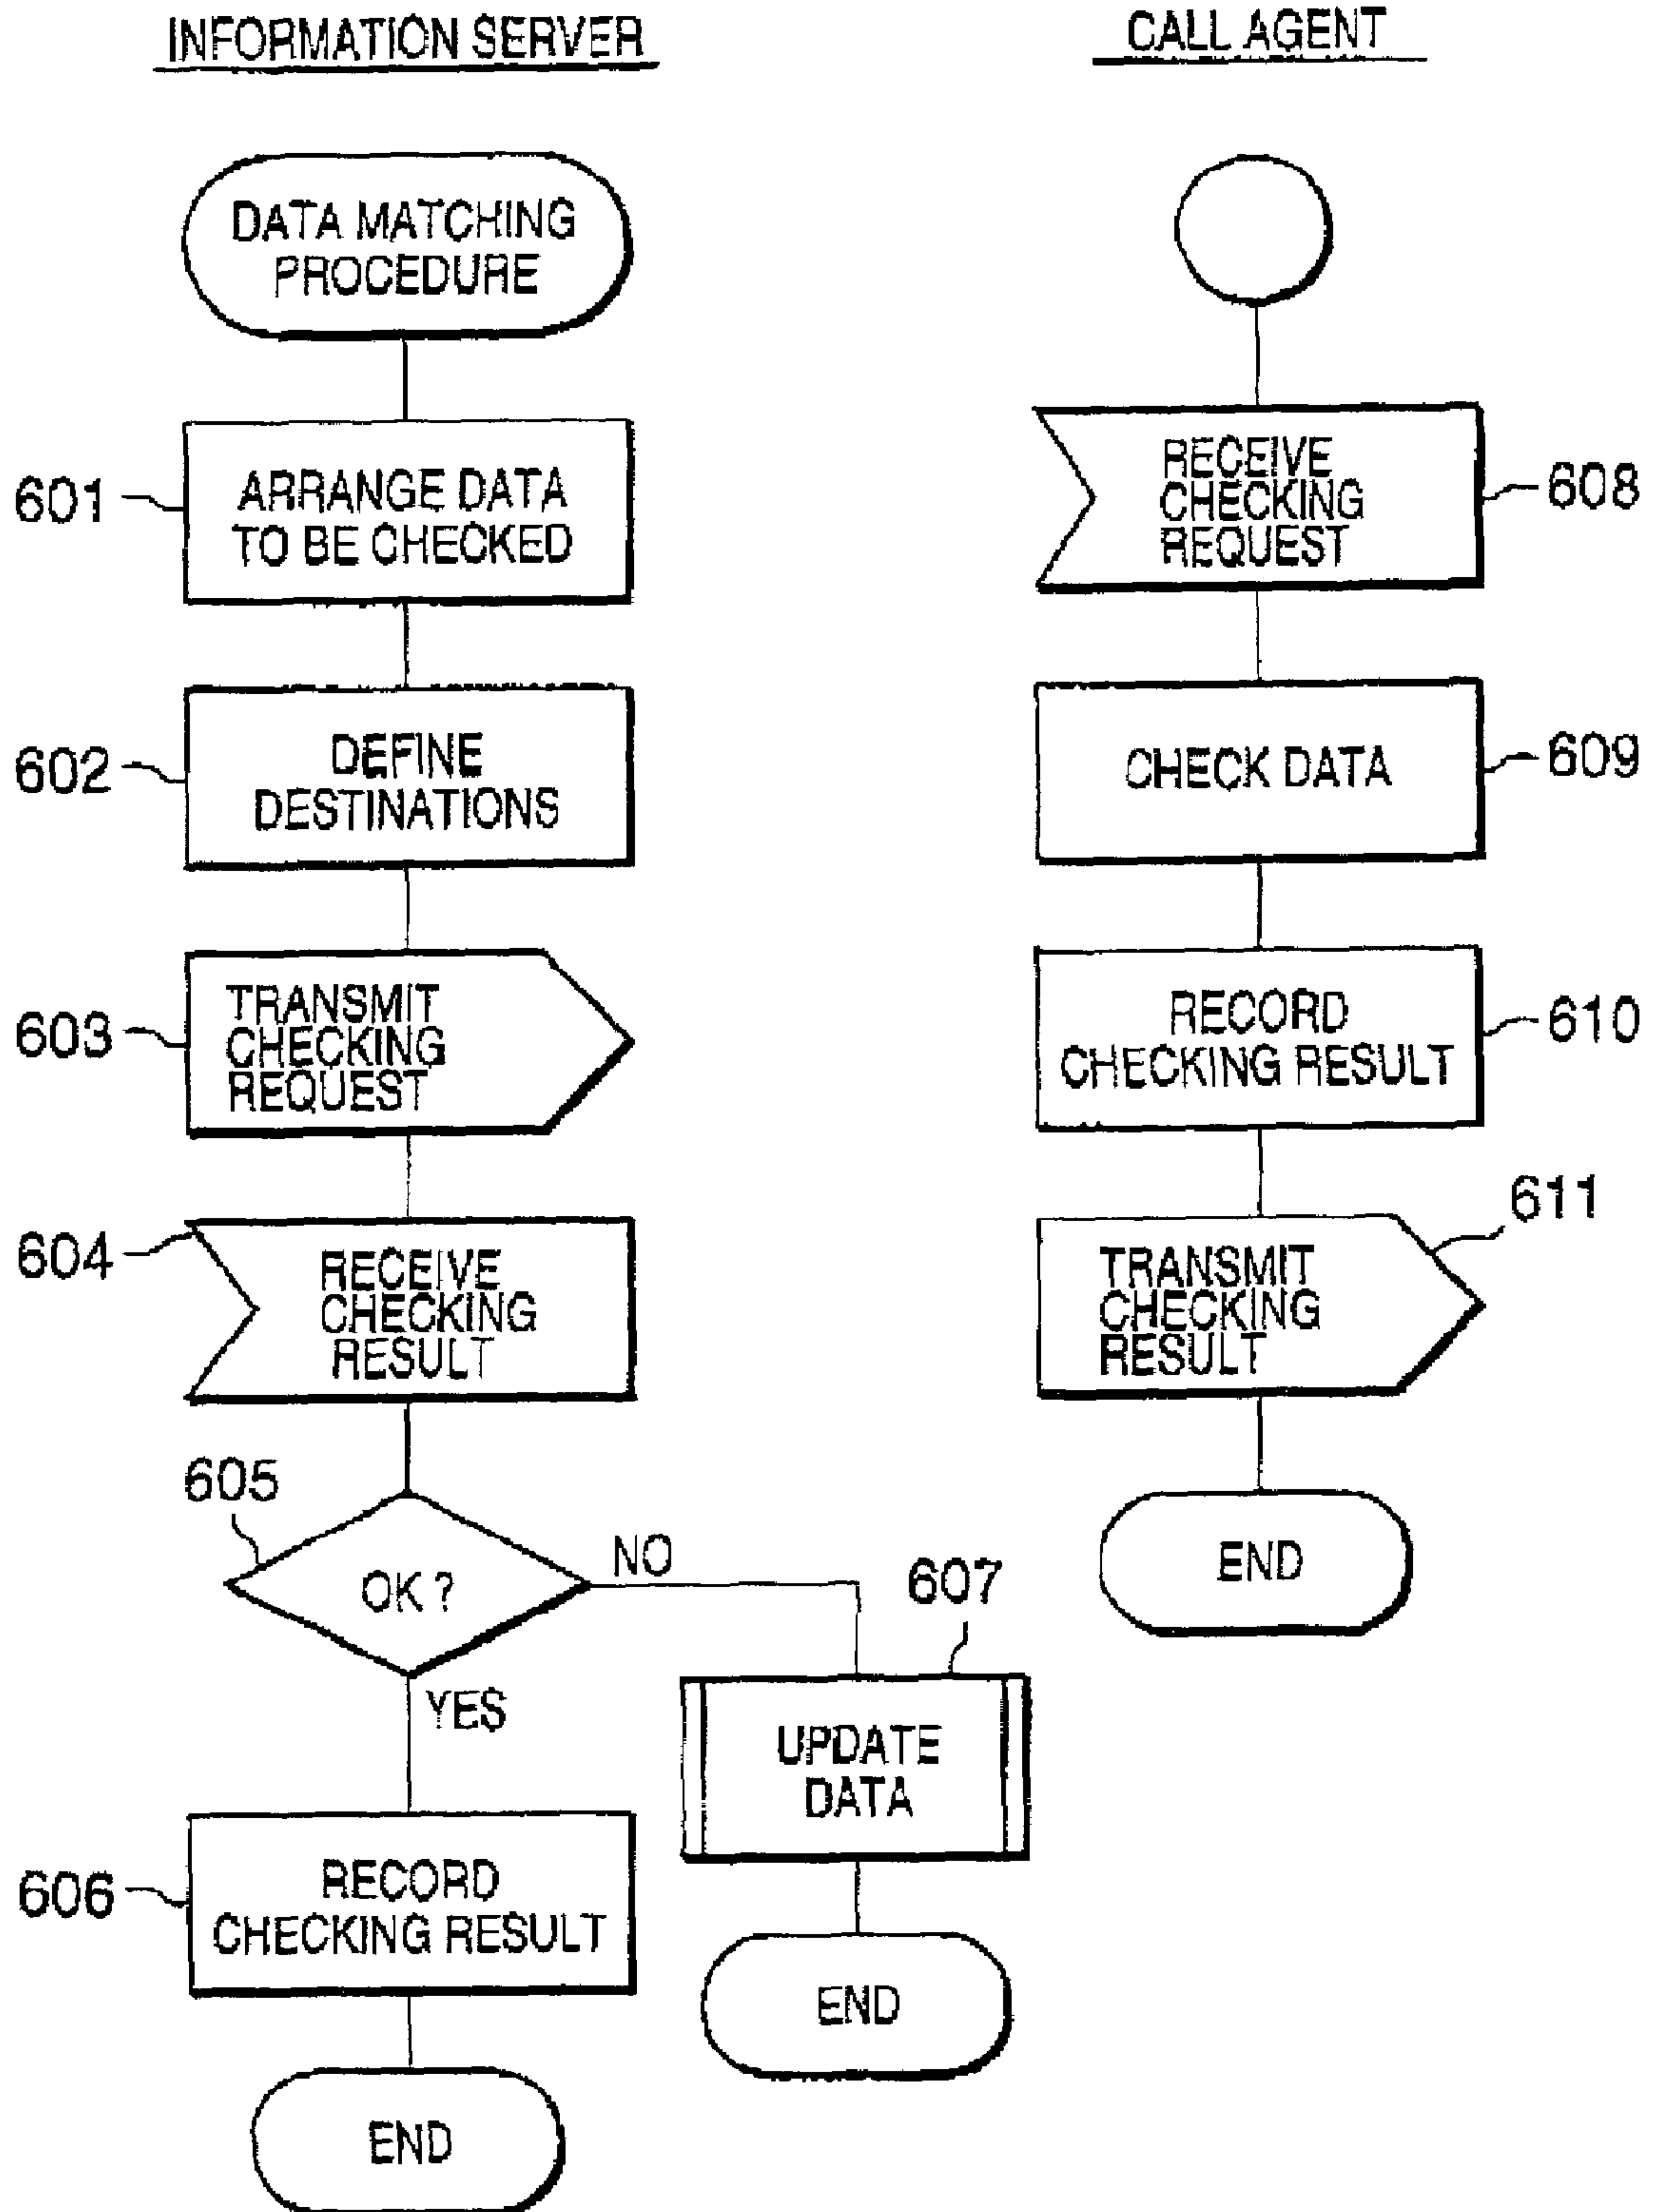 INFORMATION SERVER
DATA MATCHING
PROCEDURE
601
ARRANGE DATA
TO BE CHECKED
602
DEFINE
DESTINATIONS
603
TRANSMIT
CHECKING
REQUEST
604
RECEIVE
CHECKING
RESULT
605
OK ?
NO
YES
607
UPDATE
DATA
END
606
RECORD
CHECKING RESULT
END
CALL AGENT
RECEIVE
CHECKING
REQUEST
608
CHECK DATA
609
RECORD
CHECKING RESULT
610
611
TRANSMIT
CHECKING
RESULT
END